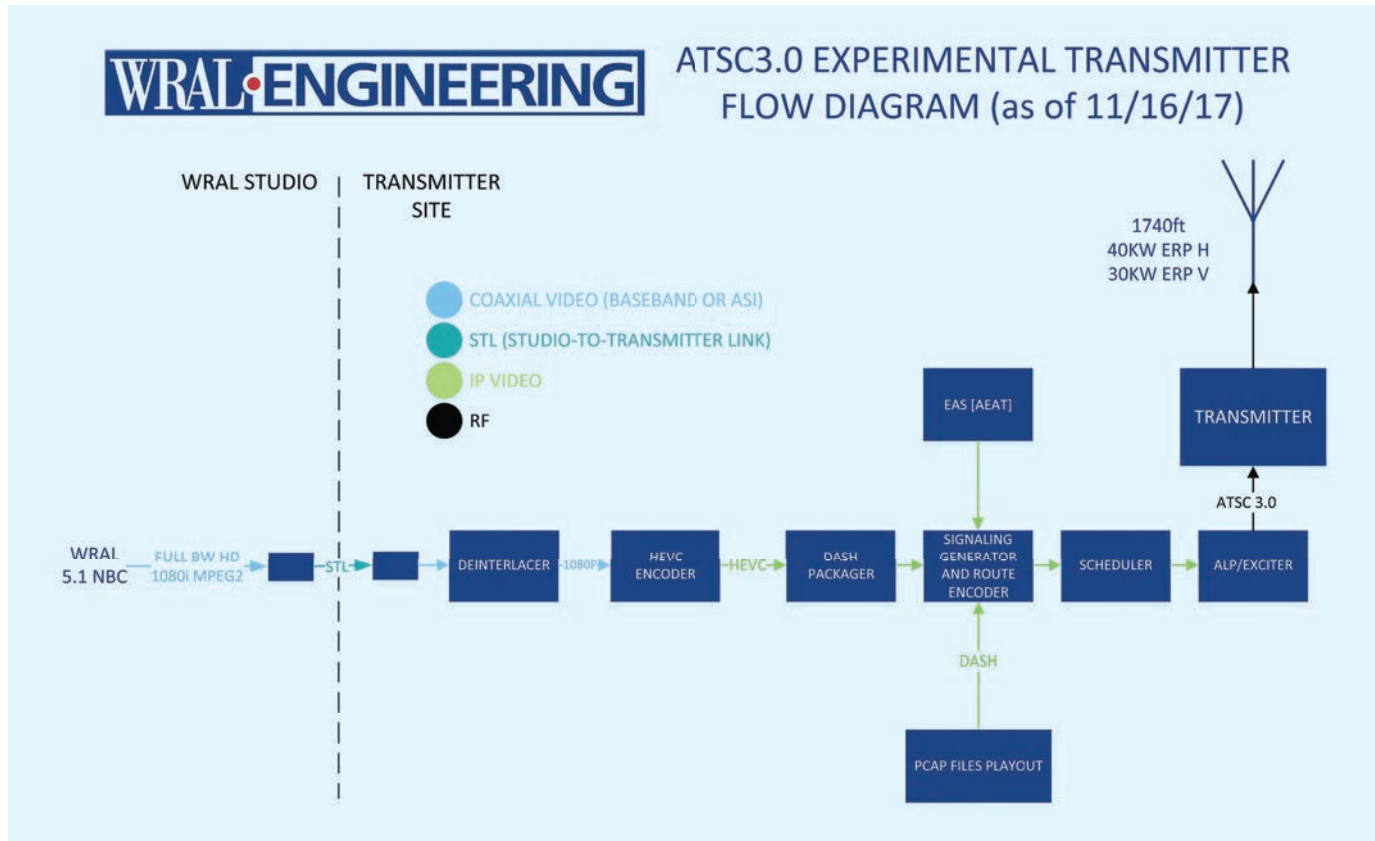 WRAL ENGINEERING
ATSC3.0 EXPERIMENTAL TRANSMITTER
FLOW DIAGRAM (as of 11/16/17)
WRAL STUDIO
TRANSMITTER
SITE
1740ft
40KW ERP H
30KW ERP V
COAXIAL VIDEO (BASEBAND OR ASI)
STL (STUDIO-TO-TRANSMITTER LINK)
IP VIDEO
RF
EAS [AEAT]
TRANSMITTER
ATSC 3.0
WRAL
5.1 NBC
FULL BW HD
1080i MPEG2
STL
DEINTERLACER
1080P
HEVC
ENCODER
HEVC
DASH
PACKAGER
SIGNALING
GENERATOR
AND ROUTE
ENCODER
SCHEDULER
ALP/EXCITER
DASH
PCAP FILES PLAYOUT